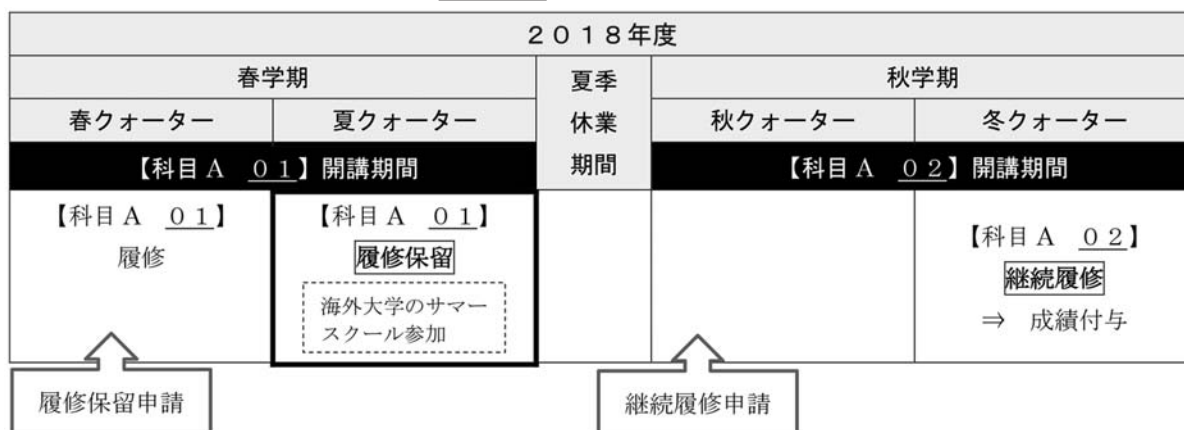 2018年度
春学期
夏季
休業
期間
秋学期
春クォーター
夏クォーター
秋クォーター
冬クォーター
【科目A 01】開講期間
【科目A 02】開講期間
【科目A 01】
履修
【科目A 01】
履修保留
海外大学のサマー
スクール参加
【科目A 02】
継続履修
⇒ 成績付与
履修保留申請
継続履修申請